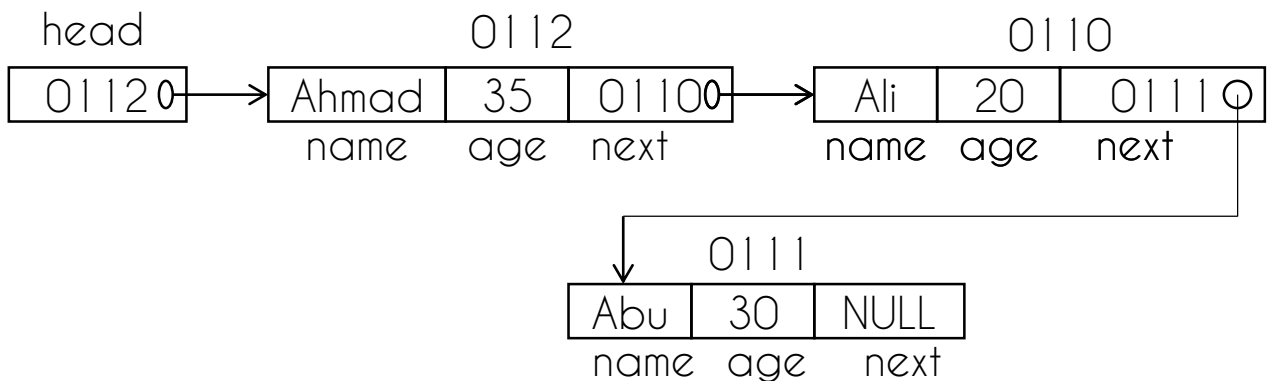 head 0112 0110
0112 Ahmad 35 0110 Ali 20 0111
name age next name age next
0111
Abu 30 NULL
name age next